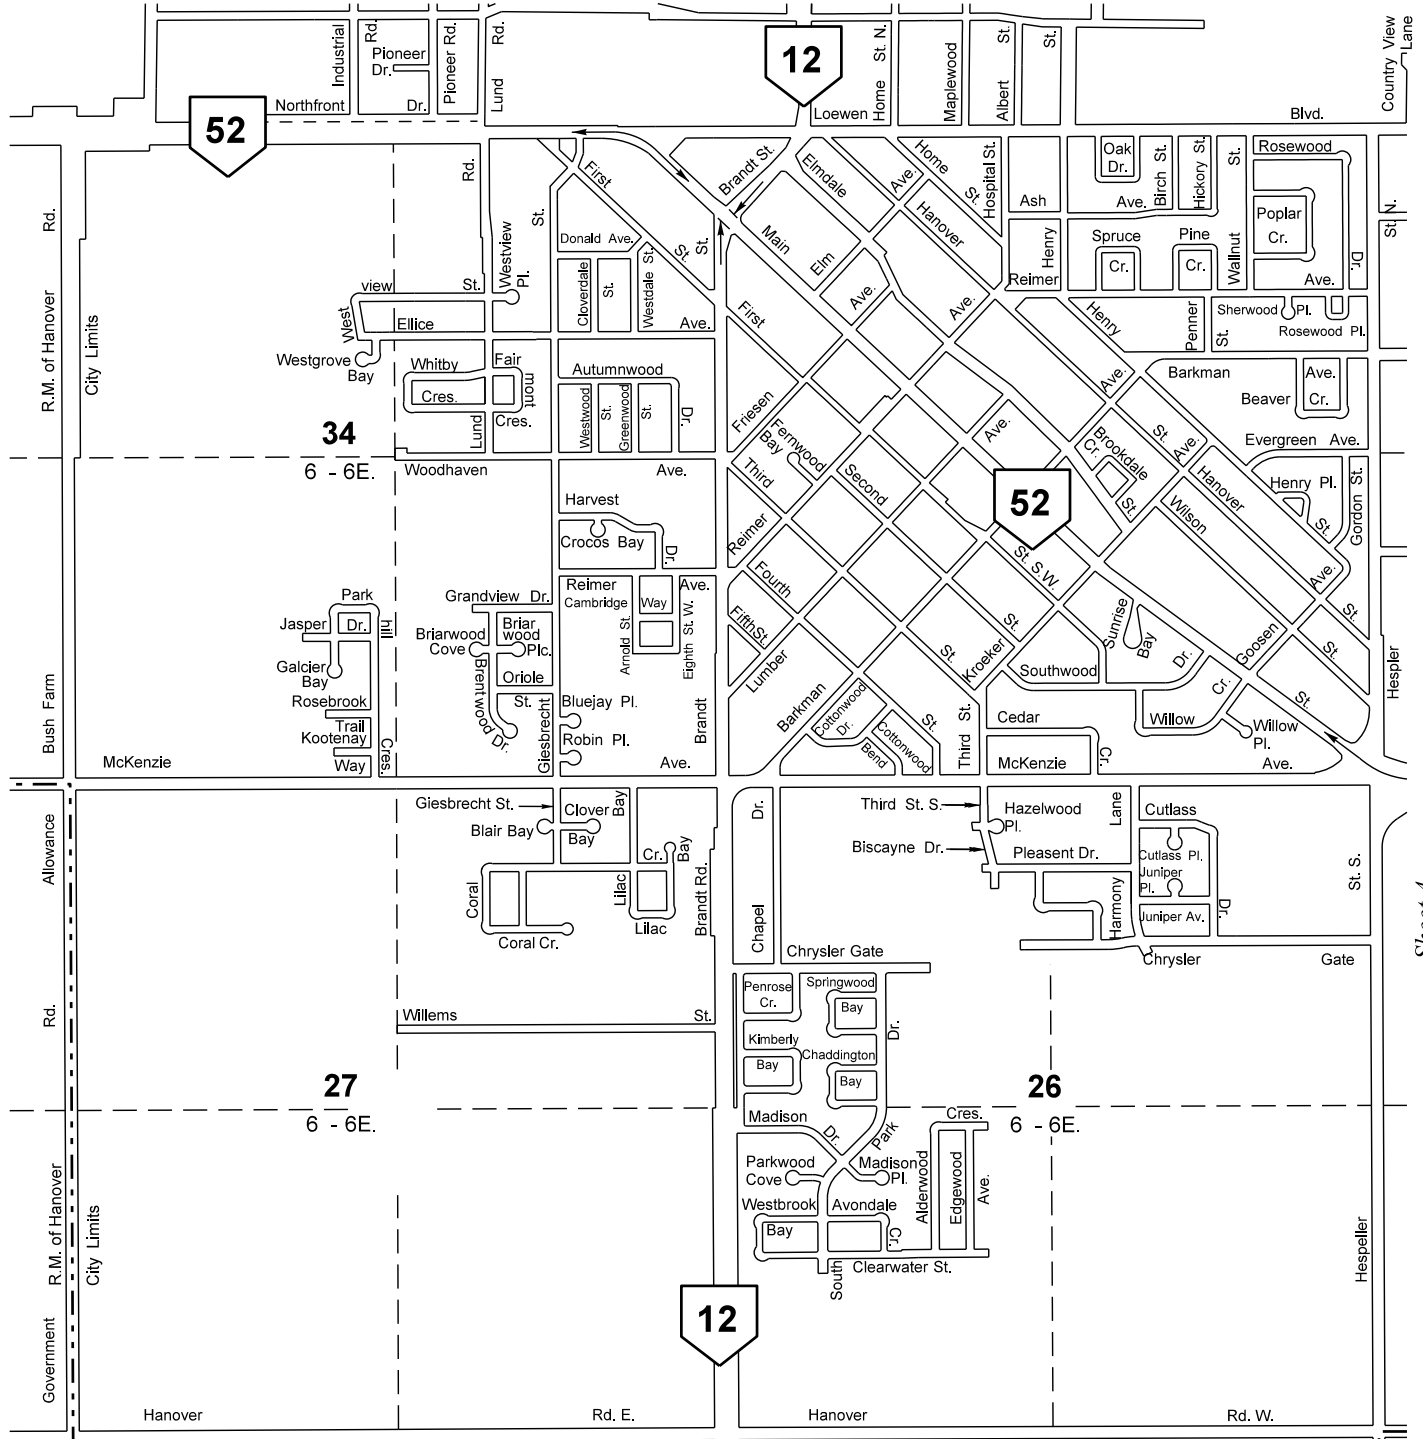 12
52
52
12
34
6 - 6E.
27
6 - 6E.
26
6 - 6E.
Industrial
Rd.
Pioneer
Dr.
Pioneer Rd.
Lund
Rd.
Northfront
Dr.
Loewen
Blvd.
Home St. N.
Maplewood
Albert
St.
St.
Country View
Lane
R.M. of Hanover
Rd.
City Limits
Rd.
First
St.
Brandt St.
Elmdale
Ave.
Home
St.
Hospital St.
Hanover
Ave.
Ash
Ave.
Oak
Dr.
Birch St.
Hickory St.
Wallnut
St.
Rosewood
Dr.
Poplar
Cr.
St. N.
Henry
Reimer
Ave.
Spruce
Cr.
Pine
Cr.
Sherwood Pl.
Rosewood Pl.
Penner
St.
Henry
Ave.
Barkman
Ave.
Beaver
Cr.
Evergreen Ave.
Henry Pl.
St.
Gordon St.
Westview
Pl.
view
St.
West
Ellice
Ave.
Westgrove
Bay
Whitby
Cres.
Fair
mont
Cres.
Lund
St.
Donald Ave.
Cloverdale
St.
Westdale St.
St.
Main
Elm
Ave.
First
Autumnwood
Dr.
Westwood
St.
Greenwood
St.
Woodhaven
Ave.
Friesen
Fernwood
Bay
Second
Third
Ave.
Brookdale
Cr.
St.
St.
Ave.
Hanover
Wilson
Ave.
St.
St.
Harvest
Dr.
Crocos Bay
Reimer
Ave.
Cambridge
Way
Arnold St.
Eighth St. W.
Reimer
Fourth
FifthSt.
Lumber
Barkman
St. S.W.
St.
Kroeker
St.
Sunrise
Bay
Goosen
Southwood
Dr.
Cottonwood
Dr.
Bend
Cottonwood
St.
Third St.
Cedar
Cr.
McKenzie
Ave.
Willow
Cr.
Willow
Pl.
St.
Hespler
Park
hill
Cres.
Jasper
Dr.
Galcier
Bay
Rosebrook
Trail
Kootenay
Way
Grandview Dr.
Briarwood
Cove
Briar
wood
Plc.
Oriole
St.
Brentwood
Dr.
Giesbrecht
Bluejay Pl.
Robin Pl.
Brandt
Bush Farm
McKenzie
Ave.
Giesbrecht St.
Clover
Bay
Blair Bay
Bay
Cr.
Bay
Lilac
Lilac
Coral
Coral Cr.
Brandt Rd.
Chapel
Dr.
Third St. S.
Hazelwood
Pl.
Biscayne Dr.
Pleasent Dr.
Lane
Harmony
Cutlass
Dr.
Cutlass Pl.
Juniper
Pl.
Juniper Av.
St. S.
Sheet 4
Chrysler Gate
Chrysler
Gate
Allowance
Rd.
Willems
St.
Penrose
Cr.
Springwood
Bay
Dr.
Kimberly
Bay
Chaddington
Bay
Madison
Dr.
Park
Madison
Pl.
Parkwood
Cove
Westbrook
Bay
Avondale
Cr.
South
Clearwater St.
Alderwood
Cres.
Edgewood
Ave.
Hespeller
R.M. of Hanover
City Limits
Government
Hanover
Rd. E.
Hanover
Rd. W.